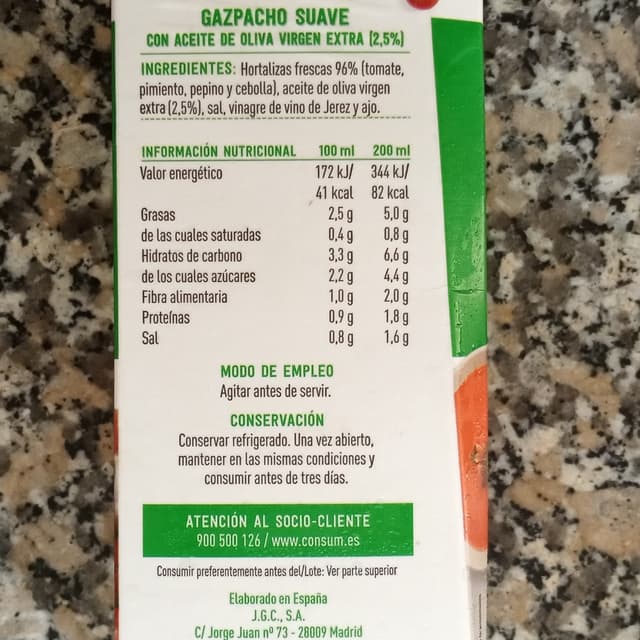 GAZPACHO SUAVE
CON ACEITE DE OLIVA VIRGEN EXTRA (2,5%)
INGREDIENTES: Hortalizas frescas 96% (tomate,
pimiento, pepino y cebolla), aceite de oliva virgen
extra (2,5%), sal, vinagre de vino de Jerez y ajo.
INFORMACIÓN NUTRICIONAL 100 ml 200 ml
Valor energético 172 kJ/ 344 kJ/
41 kcal 82 kcal
Grasas 2,5 g 5,0 g
de las cuales saturadas 0,4 g 0,8 g
Hidratos de carbono 3,3 g 6,6 g
de los cuales azúcares 2,2 g 4,4 g
Fibra alimentaria 1,0 g 2,0 g
Proteínas 0,9 g 1,8 g
Sal 0,8 g 1,6 g
MODO DE EMPLEO
Agitar antes de servir.
CONSERVACIÓN
Conservar refrigerado. Una vez abierto,
mantener en las mismas condiciones y
consumir antes de tres días.
ATENCIÓN AL SOCIO-CLIENTE
900 500 126 / www.consum.es
Consumir preferentemente antes del/Lote: Ver parte superior
Elaborado en España
J.G.C., S.A.
C/ Jorge Juan nº 73 - 28009 Madrid